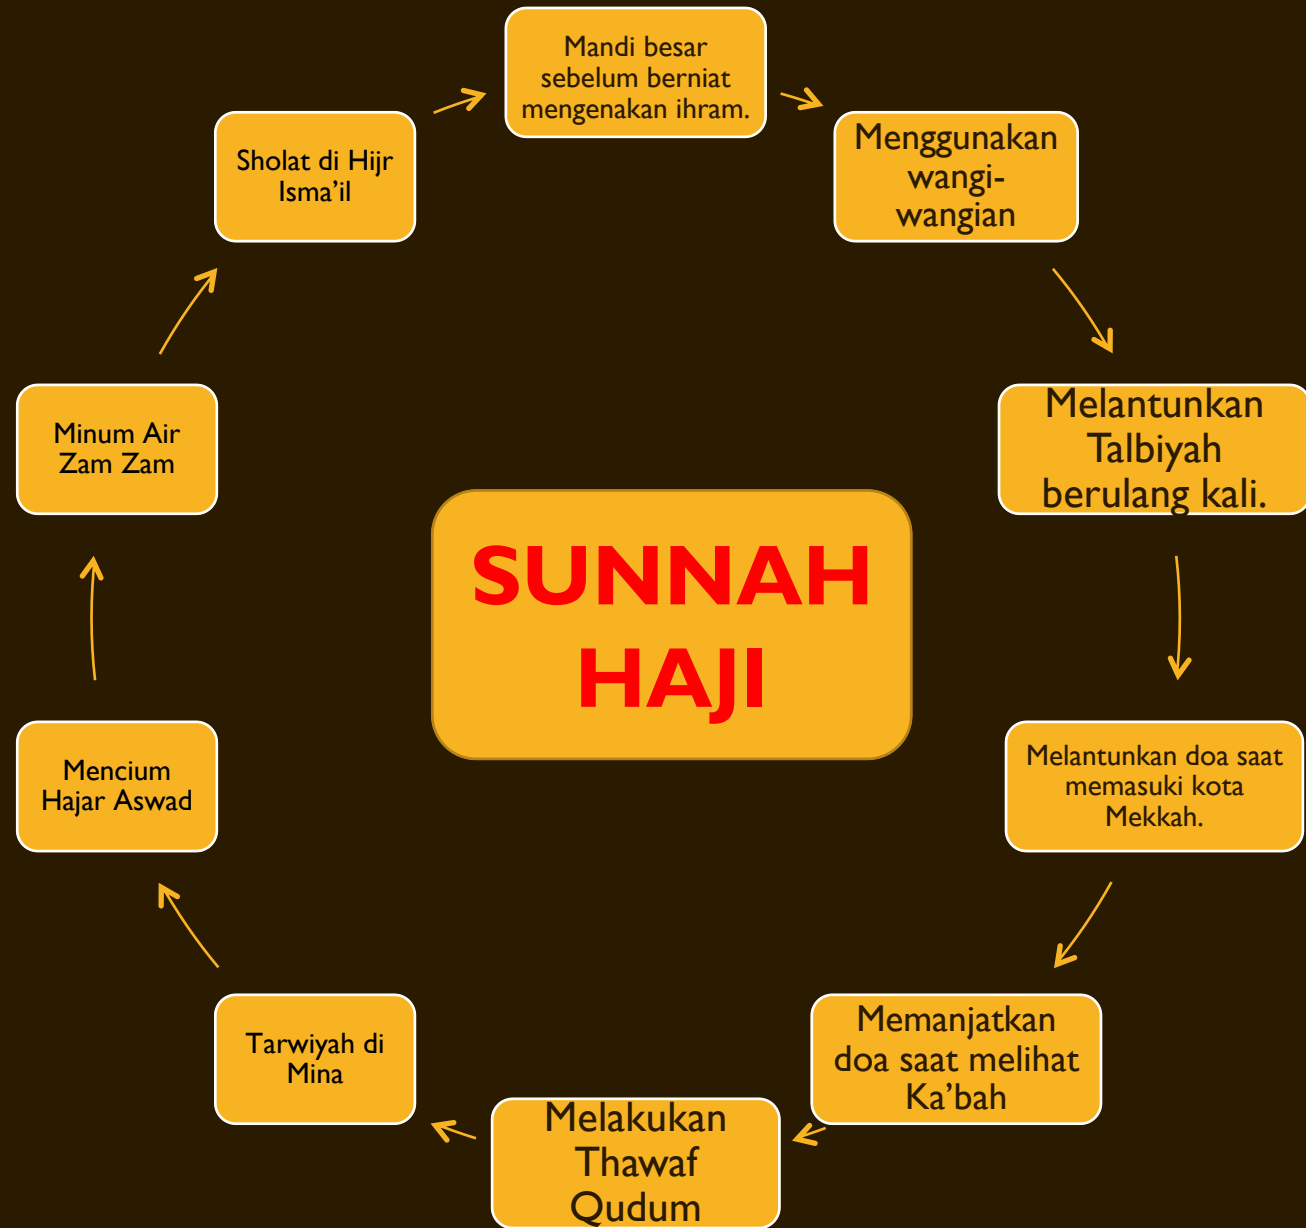 Mandi besar
sebelum berniat
mengenakan ihram.
Menggunakan
wangi-
wangian
Melantunkan
Talbiyah
berulang kali.
Melantunkan doa saat
memasuki kota
Mekkah.
Memanjatkan
doa saat melihat
Ka’bah
Melakukan
Thawaf
Qudum
Tarwiyah di
Mina
Mencium
Hajar Aswad
Minum Air
Zam Zam
Sholat di Hijr
Isma’il
SUNNAH
HAJI